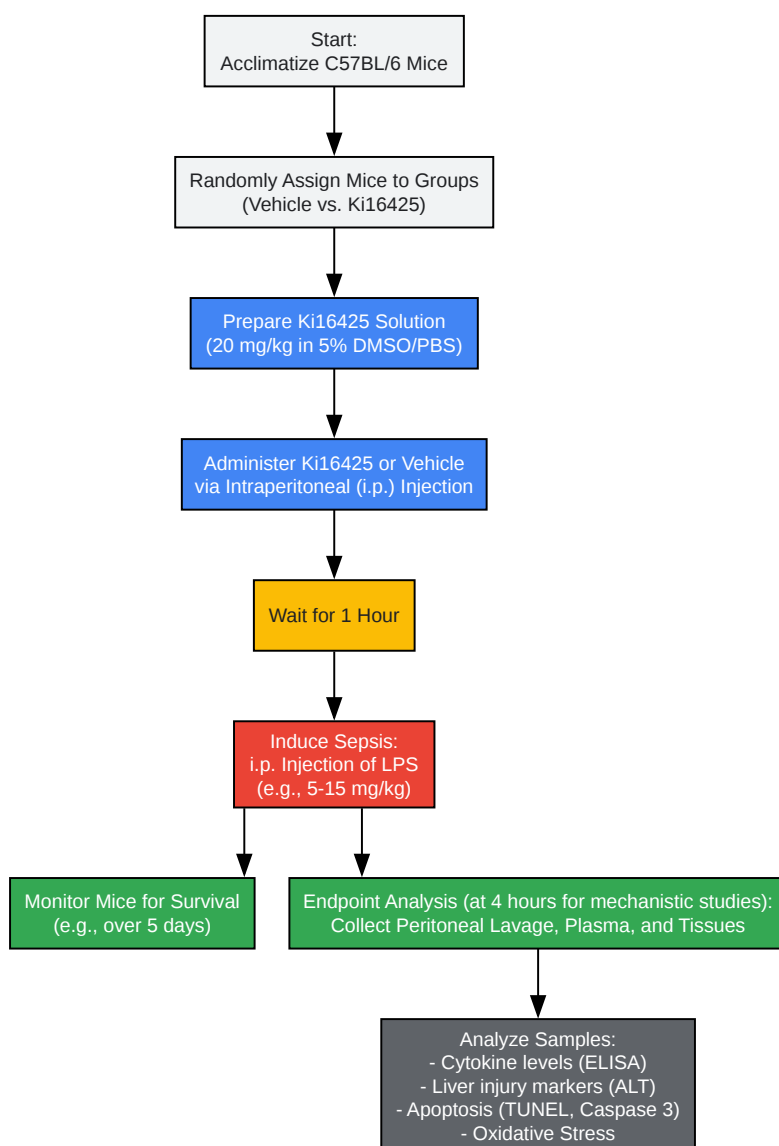 Start:
Acclimatize C57BL/6 Mice
Randomly Assign Mice to Groups
(Vehicle vs. Ki16425)
Prepare Ki16425 Solution
(20 mg/kg in 5% DMSO/PBS)
Administer Ki16425 or Vehicle
via Intraperitoneal (i.p.) Injection
Wait for 1 Hour
Induce Sepsis:
i.p. Injection of LPS
(e.g., 5-15 mg/kg)
Monitor Mice for Survival
(e.g., over 5 days)
Endpoint Analysis (at 4 hours for mechanistic studies):
Collect Peritoneal Lavage, Plasma, and Tissues
Analyze Samples:
- Cytokine levels (ELISA)
- Liver injury markers (ALT)
- Apoptosis (TUNEL, Caspase 3)
- Oxidative Stress